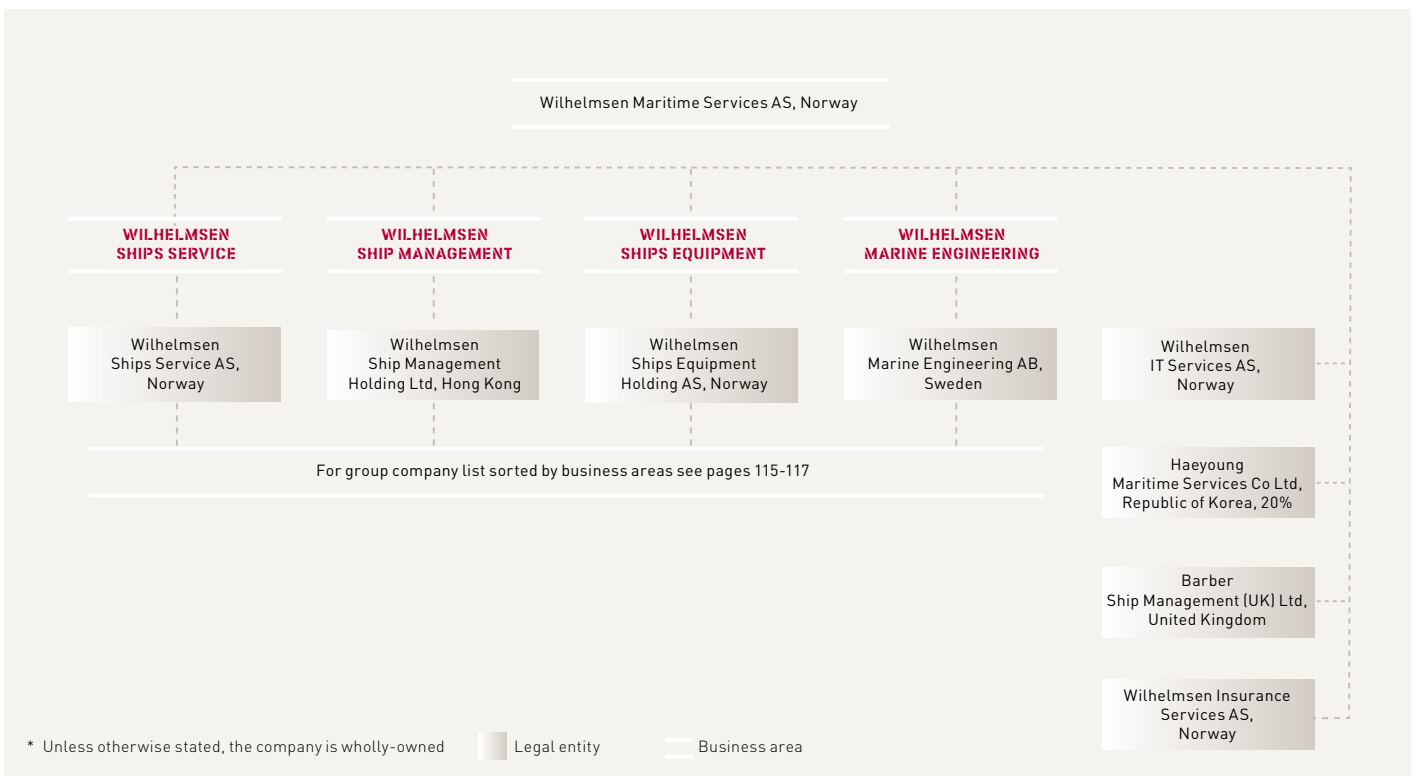 Wilhelmsen Maritime Services AS, Norway
WILHELMSEN
SHIPS SERVICE
WILHELMSEN
SHIP MANAGEMENT
WILHELMSEN
SHIPS EQUIPMENT
WILHELMSEN
MARINE ENGINEERING
Wilhelmsen
Ships Service AS,
Norway
Wilhelmsen
Ship Management
Holding Ltd, Hong Kong
Wilhelmsen
Ships Equipment
Holding AS, Norway
Wilhelmsen
Marine Engineering AB,
Sweden
Wilhelmsen
IT Services AS,
Norway
For group company list sorted by business areas see pages 115-117
Haeyoung
Maritime Services Co Ltd,
Republic of Korea, 20%
Barber
Ship Management (UK) Ltd,
United Kingdom
Wilhelmsen Insurance
Services AS,
Norway
* Unless otherwise stated, the company is wholly-owned
Legal entity
Business area